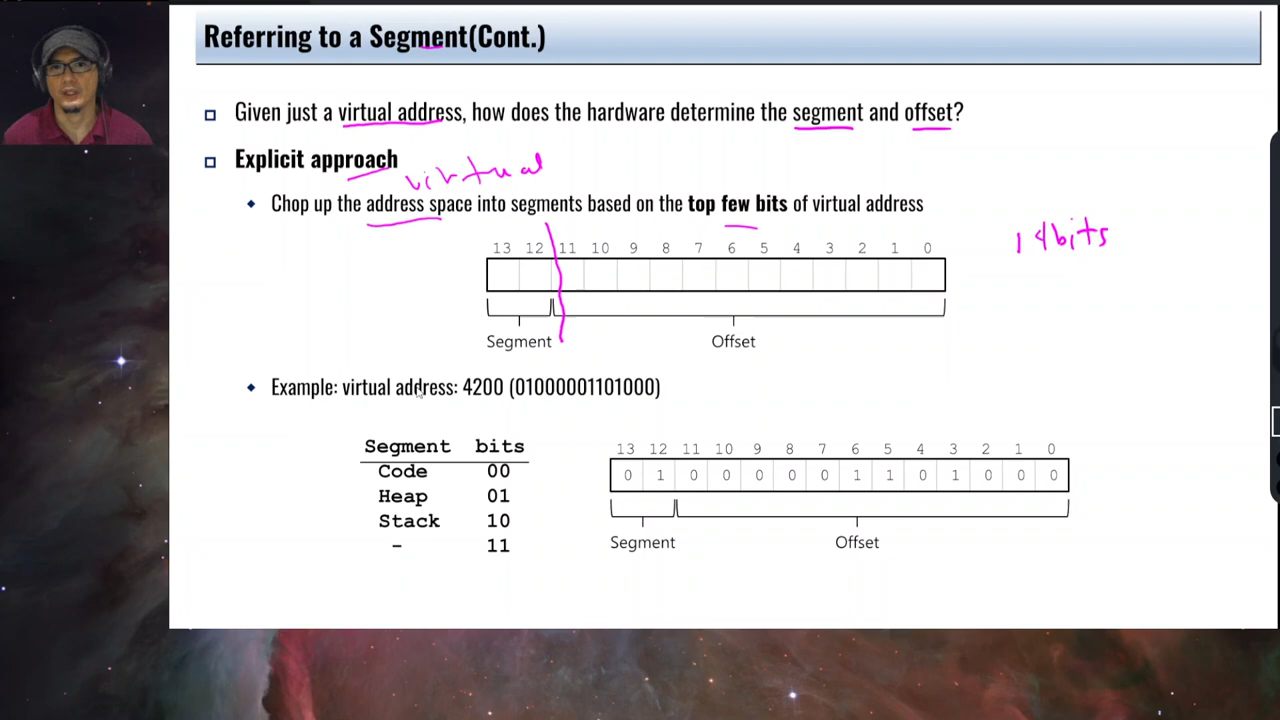 Referring to a Segment(Cont.)
Given just a virtual address, how does the hardware determine the segment and offset?
Explicit approach
virtual
Chop up the address space into segments based on the top few bits of virtual address
14bits
13 12 11 10 9 8 7 6 5 4 3 2 1 0
Segment Offset
Example: virtual address: 4200 (01000001101000)
Segment bits
Code 00
Heap 01
Stack 10
– 11
13 12 11 10 9 8 7 6 5 4 3 2 1 0
0 1 0 0 0 0 0 1 1 0 1 0 0 0
Segment Offset